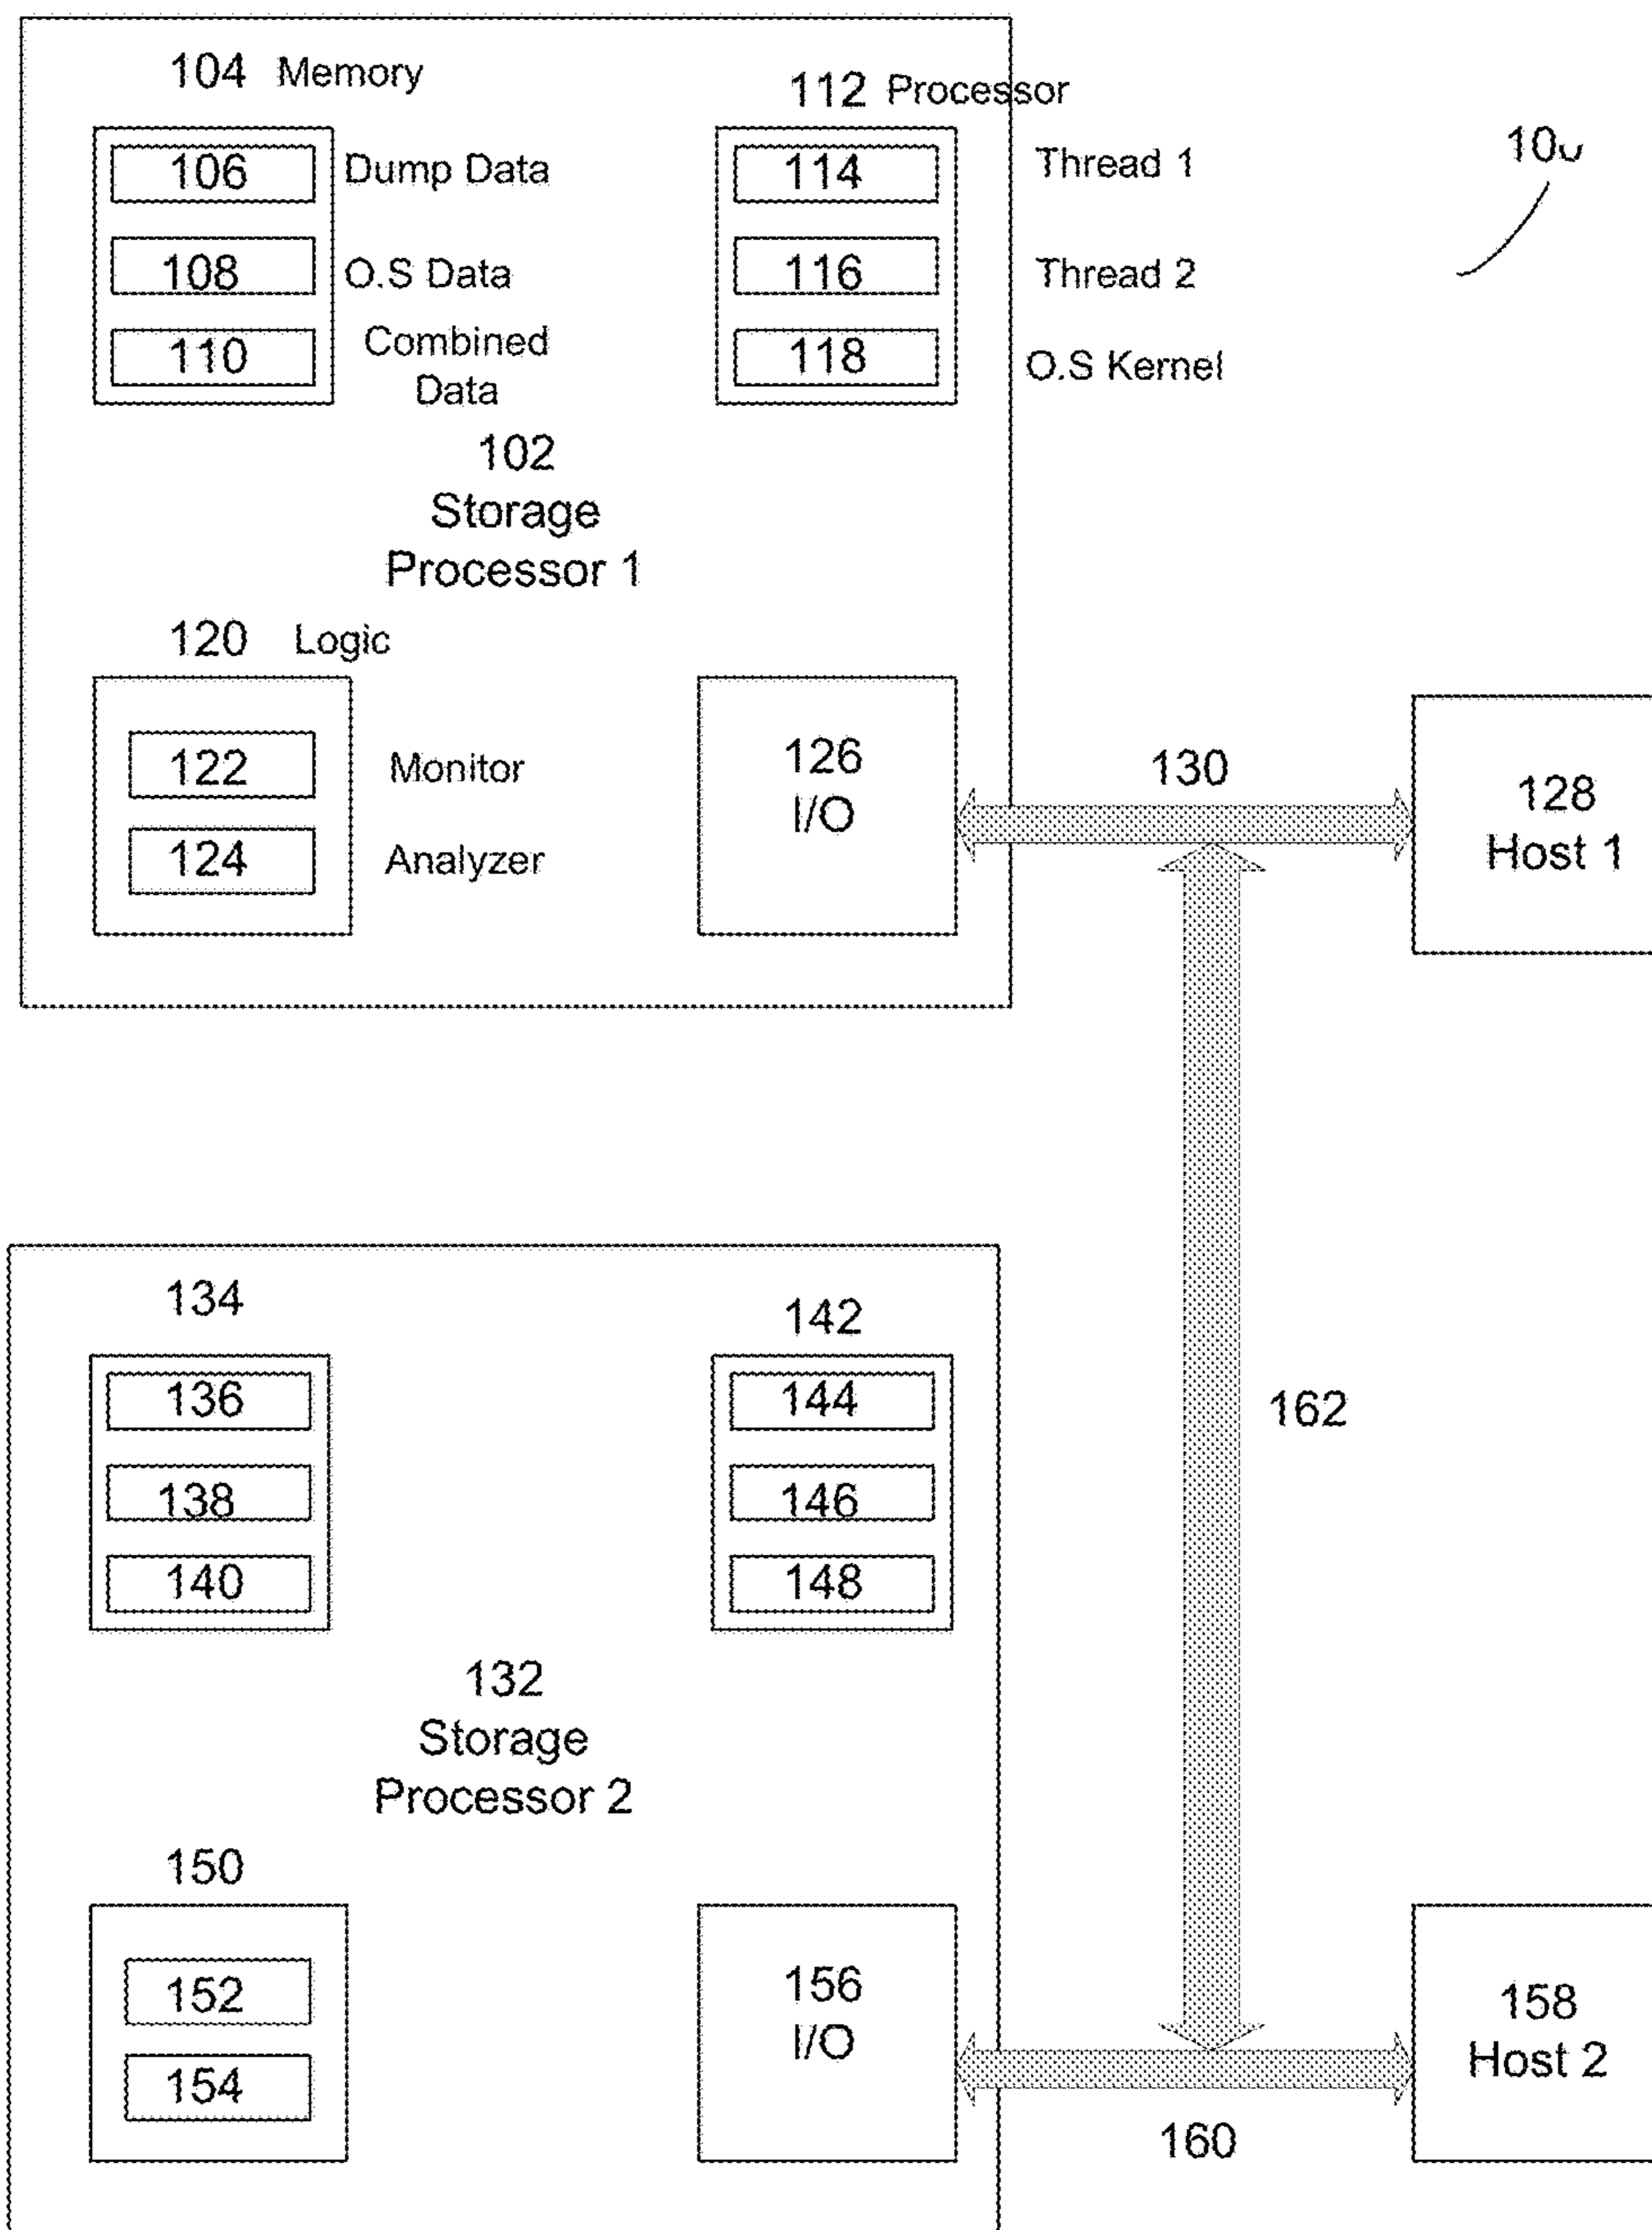 104 Memory
112 Processor
106 Dump Data
114 Thread 1
108 O.S Data
116 Thread 2
110 Combined
Data
118 O.S Kernel
102
Storage
Processor 1
120 Logic
122 Monitor
124 Analyzer
126
I/O
130
128
Host 1
134
142
136
144
138
146
140
148
162
132
Storage
Processor 2
150
152
154
156
I/O
160
158
Host 2